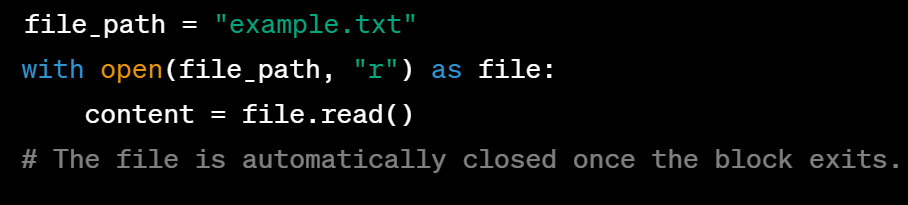 file_path = "example.txt"
with open(file_path, "r") as file:
    content = file.read()
# The file is automatically closed once the block exits.